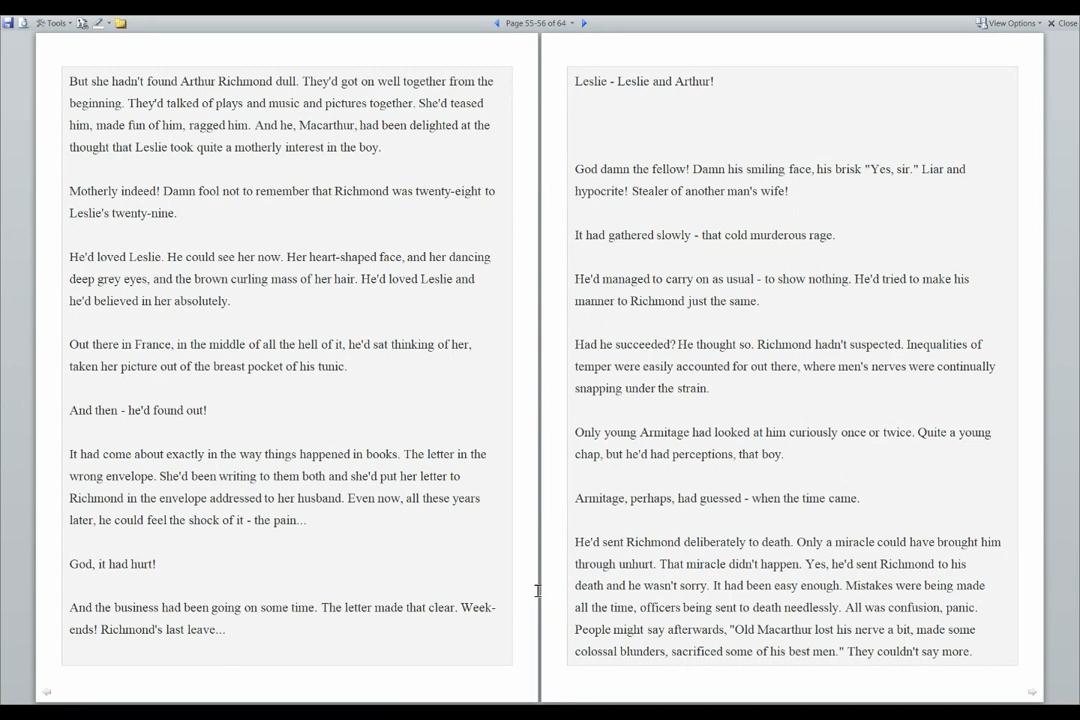 Tools
Page 55-56 of 64
View Options
Close
But she hadn't found Arthur Richmond dull. They'd got on well together from the
beginning. They'd talked of plays and music and pictures together. She'd teased
him, made fun of him, ragged him. And he, Macarthur, had been delighted at the
thought that Leslie took quite a motherly interest in the boy.
Motherly indeed! Damn fool not to remember that Richmond was twenty-eight to
Leslie's twenty-nine.
He'd loved Leslie. He could see her now. Her heart-shaped face, and her dancing
deep grey eyes, and the brown curling mass of her hair. He'd loved Leslie and
he'd believed in her absolutely.
Out there in France, in the middle of all the hell of it, he'd sat thinking of her,
taken her picture out of the breast pocket of his tunic.
And then - he'd found out!
It had come about exactly in the way things happened in books. The letter in the
wrong envelope. She'd been writing to them both and she'd put her letter to
Richmond in the envelope addressed to her husband. Even now, all these years
later, he could feel the shock of it - the pain...
God, it had hurt!
And the business had been going on some time. The letter made that clear. Week-
ends! Richmond's last leave...
Leslie - Leslie and Arthur!
God damn the fellow! Damn his smiling face, his brisk "Yes, sir." Liar and
hypocrite! Stealer of another man's wife!
It had gathered slowly - that cold murderous rage.
He'd managed to carry on as usual - to show nothing. He'd tried to make his
manner to Richmond just the same.
Had he succeeded? He thought so. Richmond hadn't suspected. Inequalities of
temper were easily accounted for out there, where men's nerves were continually
snapping under the strain.
Only young Armitage had looked at him curiously once or twice. Quite a young
chap, but he'd had perceptions, that boy.
Armitage, perhaps, had guessed - when the time came.
He'd sent Richmond deliberately to death. Only a miracle could have brought him
through unhurt. That miracle didn't happen. Yes, he'd sent Richmond to his
death and he wasn't sorry. It had been easy enough. Mistakes were being made
all the time, officers being sent to death needlessly. All was confusion, panic.
People might say afterwards, "Old Macarthur lost his nerve a bit, made some
colossal blunders, sacrificed some of his best men." They couldn't say more.